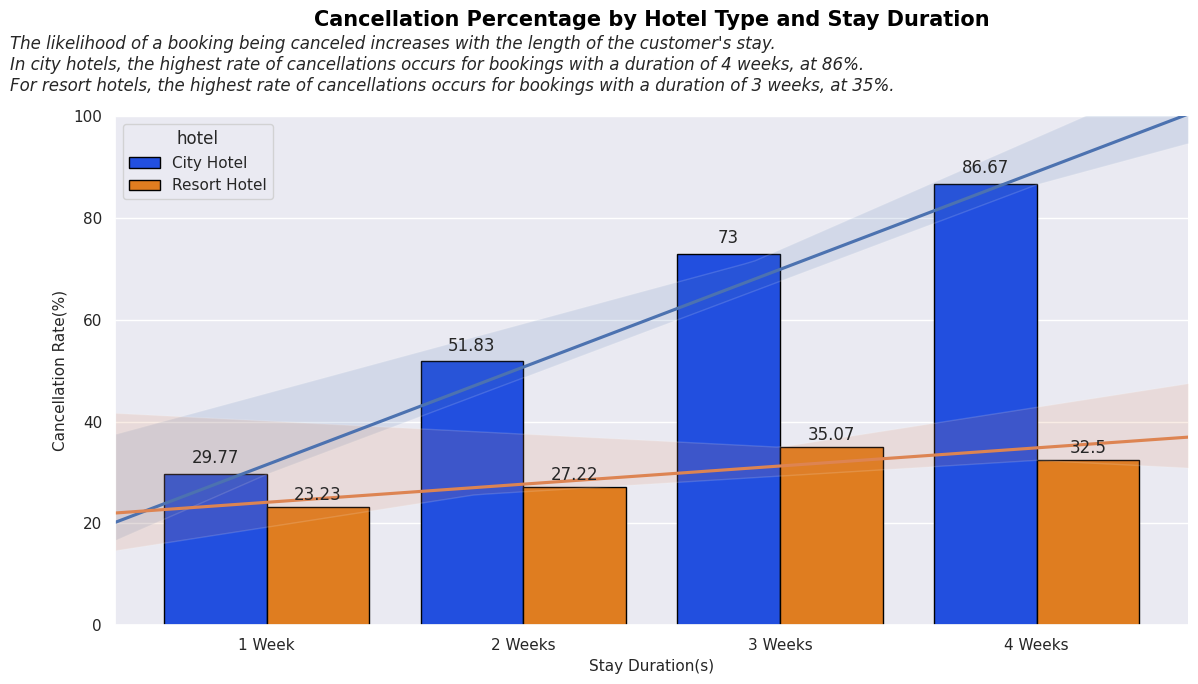 Cancellation Percentage by Hotel Type and Stay Duration
The likelihood of a booking being canceled increases with the length of the customer's stay.
In city hotels, the highest rate of cancellations occurs for bookings with a duration of 4 weeks, at 86%.
For resort hotels, the highest rate of cancellations occurs for bookings with a duration of 3 weeks, at 35%.
hotel
City Hotel
Resort Hotel
Cancellation Rate(%)
100
80
60
40
20
0
29.77
51.83
73
86.67
23.23
27.22
35.07
32.5
1 Week
2 Weeks
3 Weeks
4 Weeks
Stay Duration(s)